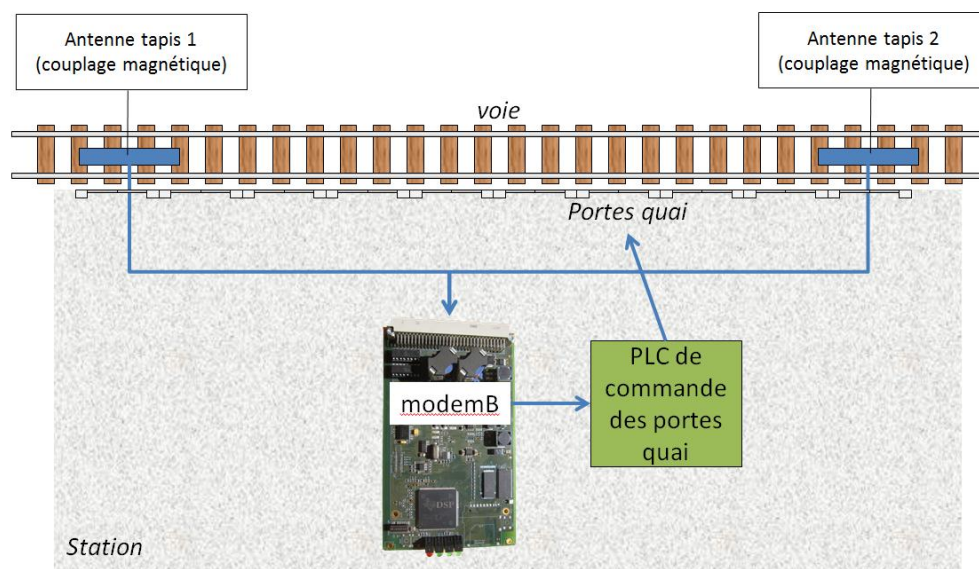 Antenne tapis 1
(couplage magnétique)
Antenne tapis 2
(couplage magnétique)
voie
Portes quai
modemB
PLC de
commande
des portes
quai
DSP
Station